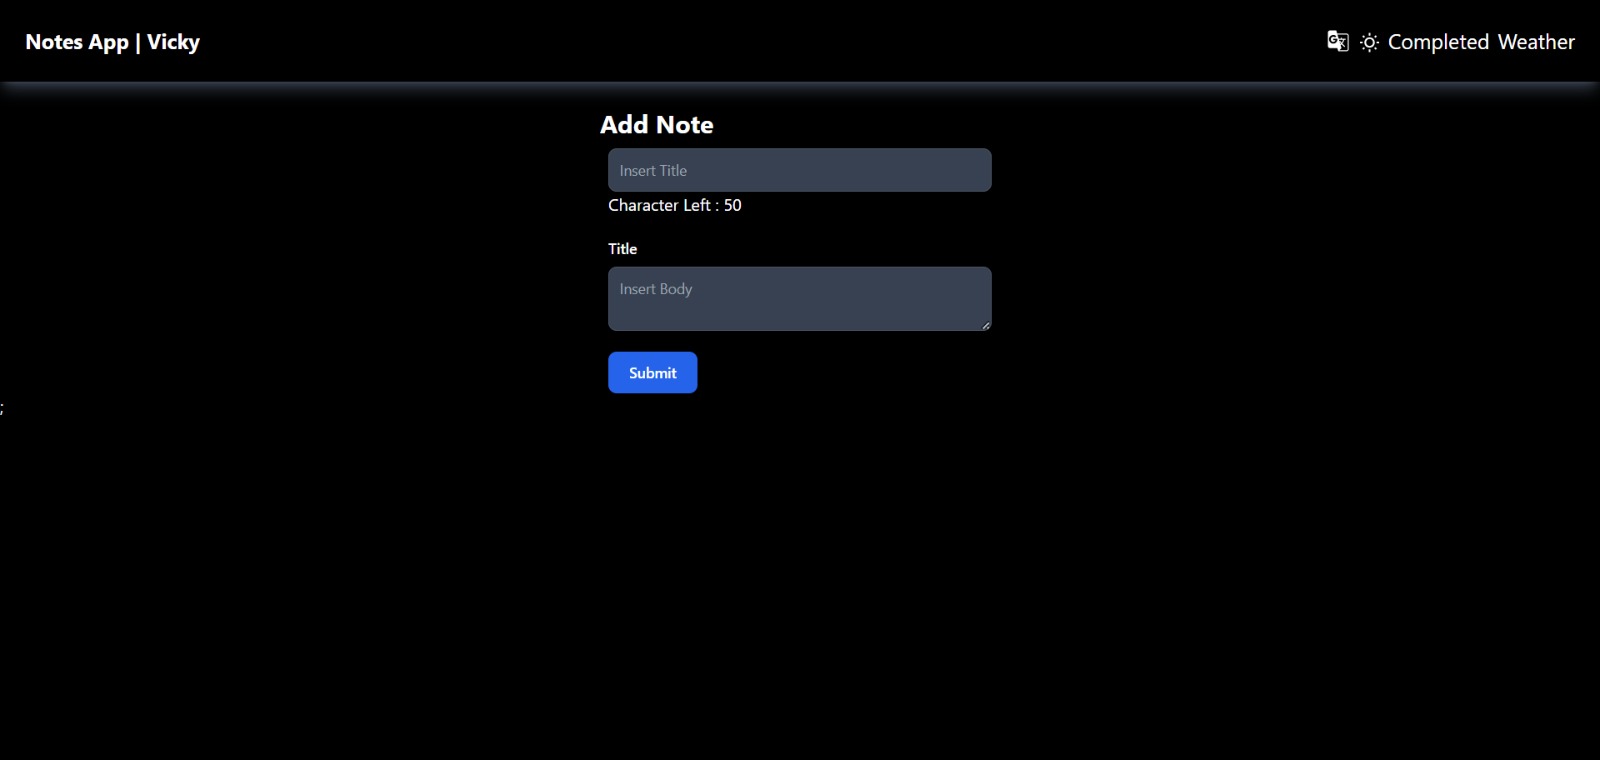 Notes App | Vicky
Completed Weather
Add Note
Insert Title
Character Left : 50
Title
Insert Body
Submit
;